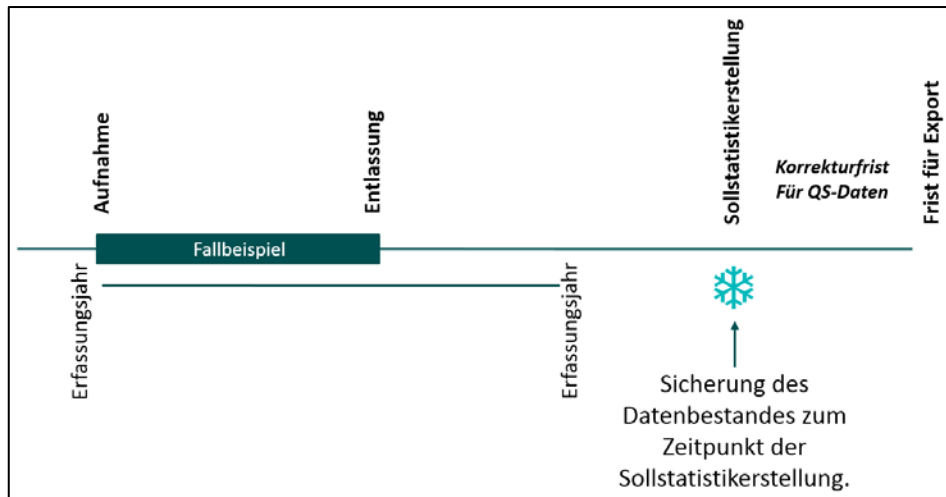 Aufnahme
Entlassung
Sollstatistikerstellung
Korrekturfrist
Für QS-Daten
Frist für Export
Fallbeispiel
Erfassungsjahr
Erfassungsjahr
Sicherung des
Datenbestandes zum
Zeitpunkt der
Sollstatistikerstellung.